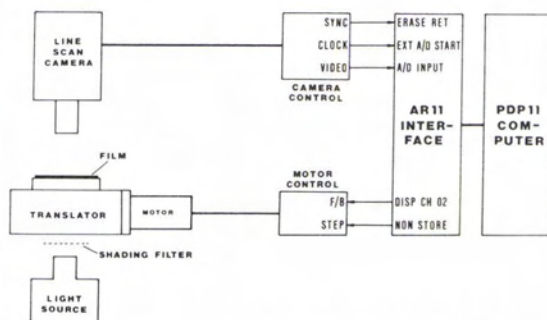 LINE
SCAN
CAMERA
SYNC
CLOCK
VIDEO
CAMERA
CONTROL
ERASE RET
EXT A/D START
A/D INPUT
AR11
INTER-
FACE
PDP11
COM-
PUTER
FILM
TRANSLATOR
MOTOR
MOTOR
CONTROL
F/B
STEP
DISP CH 02
NON STORE
SHADING FILTER
LIGHT
SOURCE